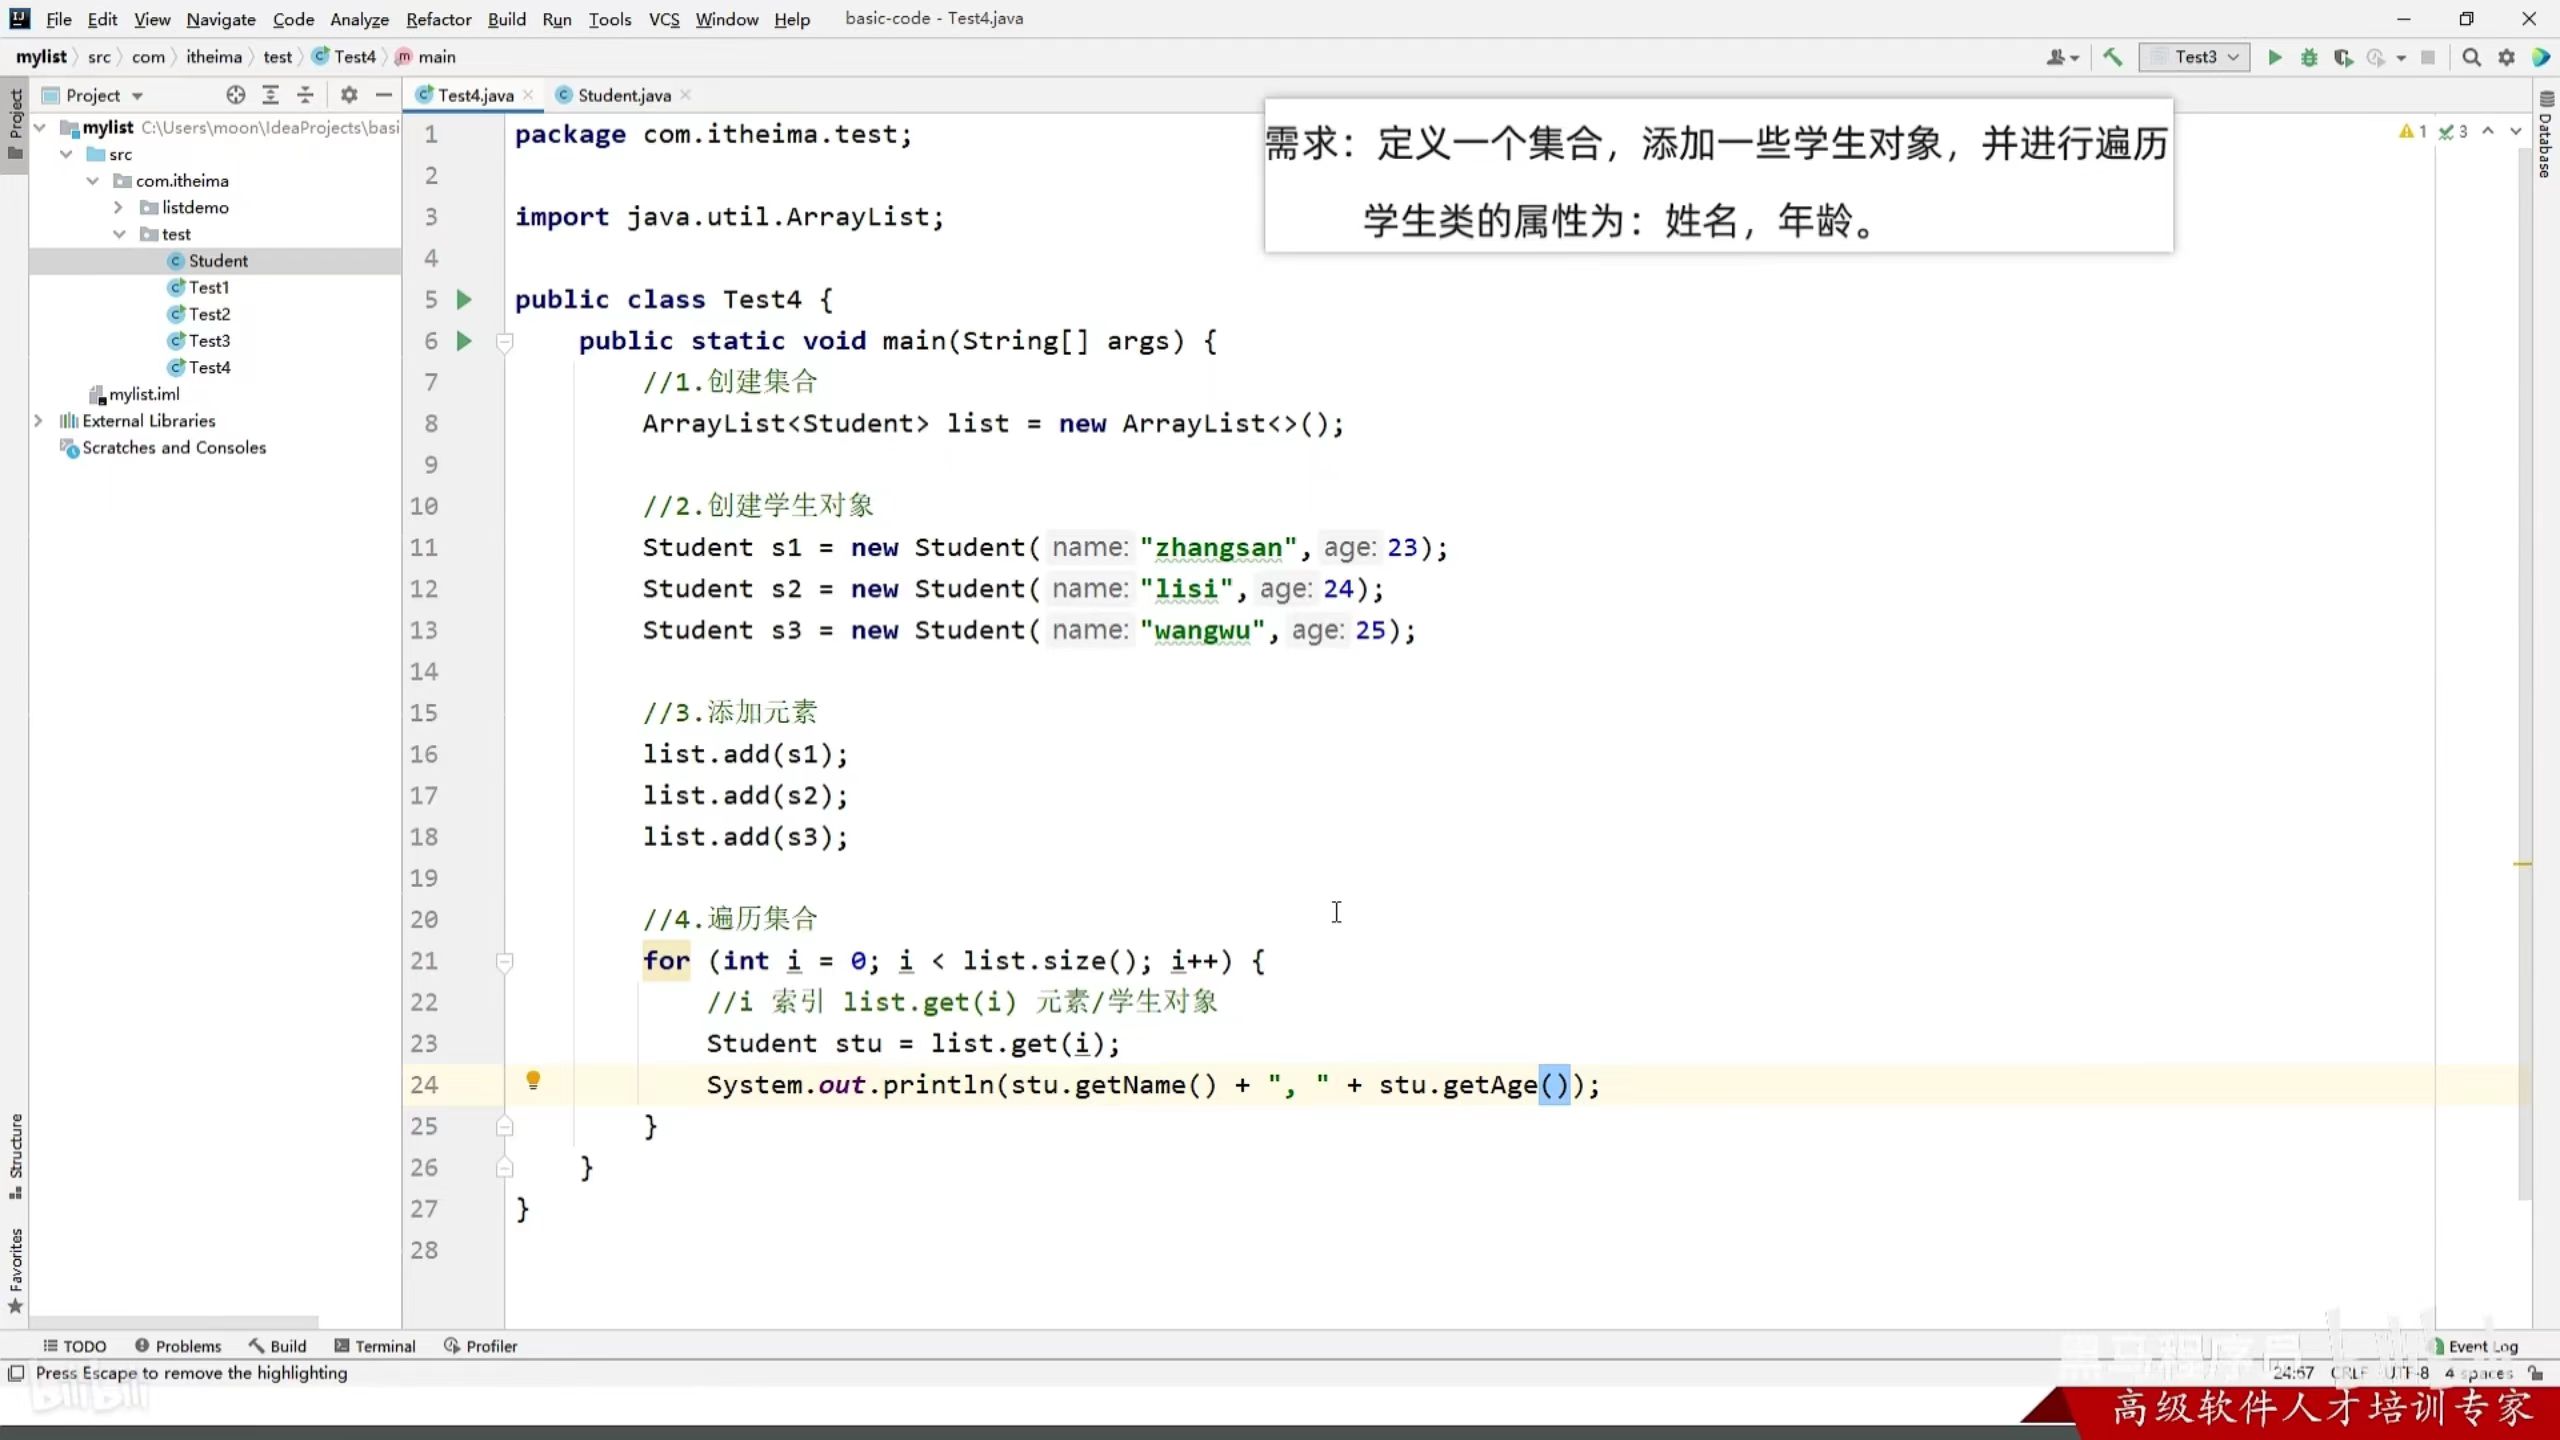 File Edit View Navigate Code Analyze Refactor Build Run Tools VCS Window Help basic-code - Test4.java
mylist src com itheima test Test4 main
Test3
Project
Test4.java
Student.java
Project
mylist C:\Users\moon\IdeaProjects\basi
src
com.itheima
listdemo
test
Student
Test1
Test2
Test3
Test4
mylist.iml
External Libraries
Scratches and Consoles
需求：定义一个集合，添加一些学生对象，并进行遍历
学生类的属性为：姓名，年龄。
1 3
Database
1 package com.itheima.test;
2
3 import java.util.ArrayList;
4
5 public class Test4 {
6 public static void main(String[] args) {
7 //1.创建集合
8 ArrayList<Student> list = new ArrayList<>();
9
10 //2.创建学生对象
11 Student s1 = new Student( name: "zhangsan", age: 23);
12 Student s2 = new Student( name: "lisi", age: 24);
13 Student s3 = new Student( name: "wangwu", age: 25);
14
15 //3.添加元素
16 list.add(s1);
17 list.add(s2);
18 list.add(s3);
19
20 //4.遍历集合
21 for (int i = 0; i < list.size(); i++) {
22 //i 索引 list.get(i) 元素/学生对象
23 Student stu = list.get(i);
24 System.out.println(stu.getName() + ", " + stu.getAge());
25 }
26 }
27 }
28
Structure
Favorites
TODO Problems Build Terminal Profiler
Event Log
Press Escape to remove the highlighting
24:67 CRLF UTF-8 4 spaces
bilibili
高级软件人才培训专家